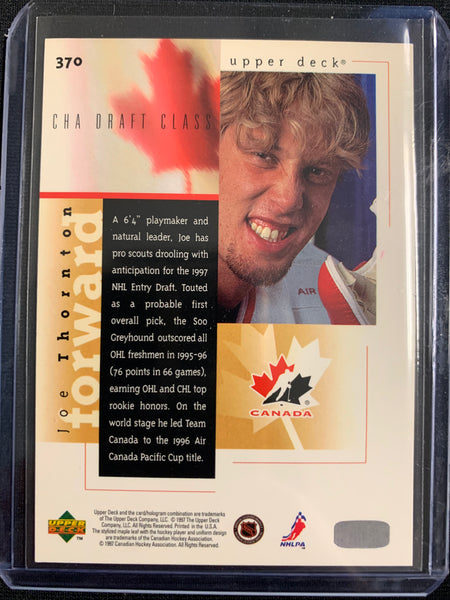 370
upper deck®
CHA DRAFT CLASS
Joe Thornton
forward
A 6'4" playmaker and
natural leader, Joe has
pro scouts drooling with
anticipation for the 1997
NHL Entry Draft. Touted
as a probable first
overall pick, the Soo
Greyhound outscored all
OHL freshmen in 1995-96
(76 points in 66 games),
earning OHL and CHL top
rookie honors. On the
world stage he led Team
Canada to the 1996 Air
Canada Pacific Cup title.
AIR
CANADA
UPPER
DECK
TM
Upper Deck and the card/hologram combination are trademarks
of The Upper Deck Company, LLC. © 1997 The Upper Deck
Company, LLC. All Rights Reserved. Printed in the U.S.A.
The stylized maple leaf with the hockey player and uniform design
are trademarks of the Canadian Hockey Association.
© 1997 Canadian Hockey Association. All Rights Reserved.
NHL
NHLPA